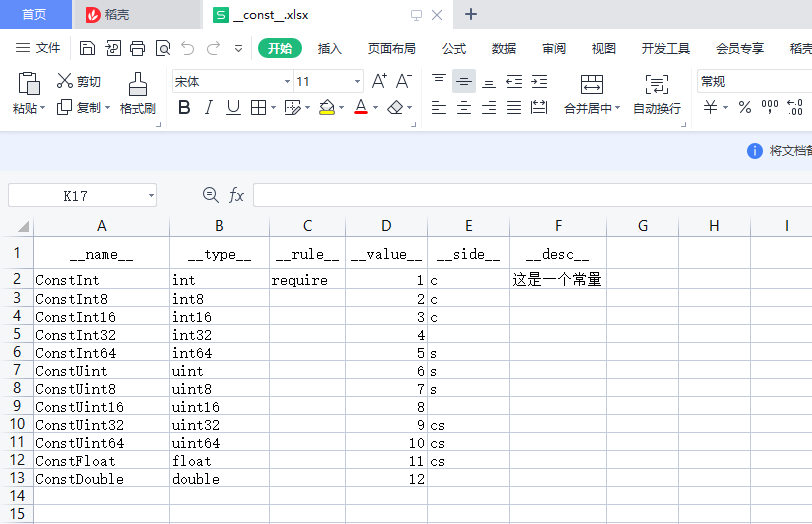 首页 稻壳 S __const__.xlsx
文件 开始 插入 页面布局 公式 数据 审阅 视图 开发工具 会员专享 稻壳
剪切 宋体 11 A+ A- 常规
粘贴 复制 格式刷 B I U A 合并居中 自动换行 ¥ % 000 ←.0 .00
将文档备
K17 fx
A B C D E F G H I
1 __name__ __type__ __rule__ __value__ __side__ __desc__
2 ConstInt int require 1 c 这是一个常量
3 ConstInt8 int8 2 c
4 ConstInt16 int16 3 c
5 ConstInt32 int32 4
6 ConstInt64 int64 5 s
7 ConstUint uint 6 s
8 ConstUint8 uint8 7 s
9 ConstUint16 uint16 8
10 ConstUint32 uint32 9 cs
11 ConstUint64 uint64 10 cs
12 ConstFloat float 11 cs
13 ConstDouble double 12
14
15